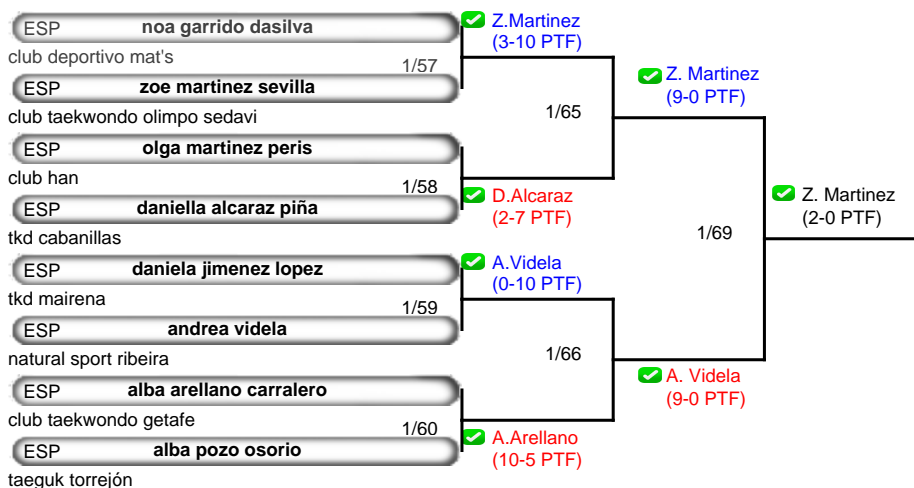 ESP noa garrido dasilva
club deportivo mat's
1/57
ESP zoe martinez sevilla
club taekwondo olimpo sedavi
Z.Martinez
(3-10 PTF)
ESP olga martinez peris
club han
1/58
ESP daniella alcaraz piña
tkd cabanillas
D.Alcaraz
(2-7 PTF)
1/65
Z. Martinez
(9-0 PTF)
ESP daniela jimenez lopez
tkd mairena
1/59
ESP andrea videla
natural sport ribeira
A.Videla
(0-10 PTF)
ESP alba arellano carralero
club taekwondo getafe
1/60
ESP alba pozo osorio
taeguk torrejón
A.Arellano
(10-5 PTF)
1/66
A. Videla
(9-0 PTF)
1/69
Z. Martinez
(2-0 PTF)